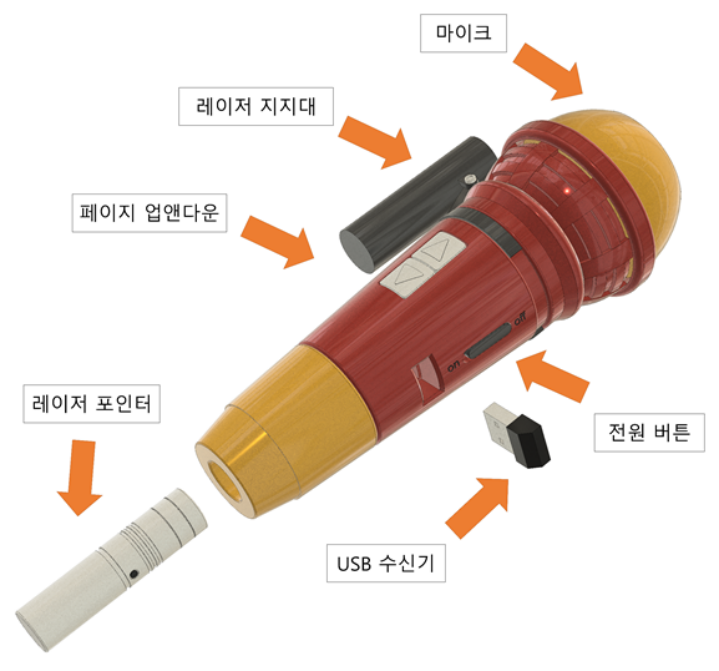 마이크
레이저 지지대
페이지 업앤다운
off
on
레이저 포인터
전원 버튼
USB 수신기